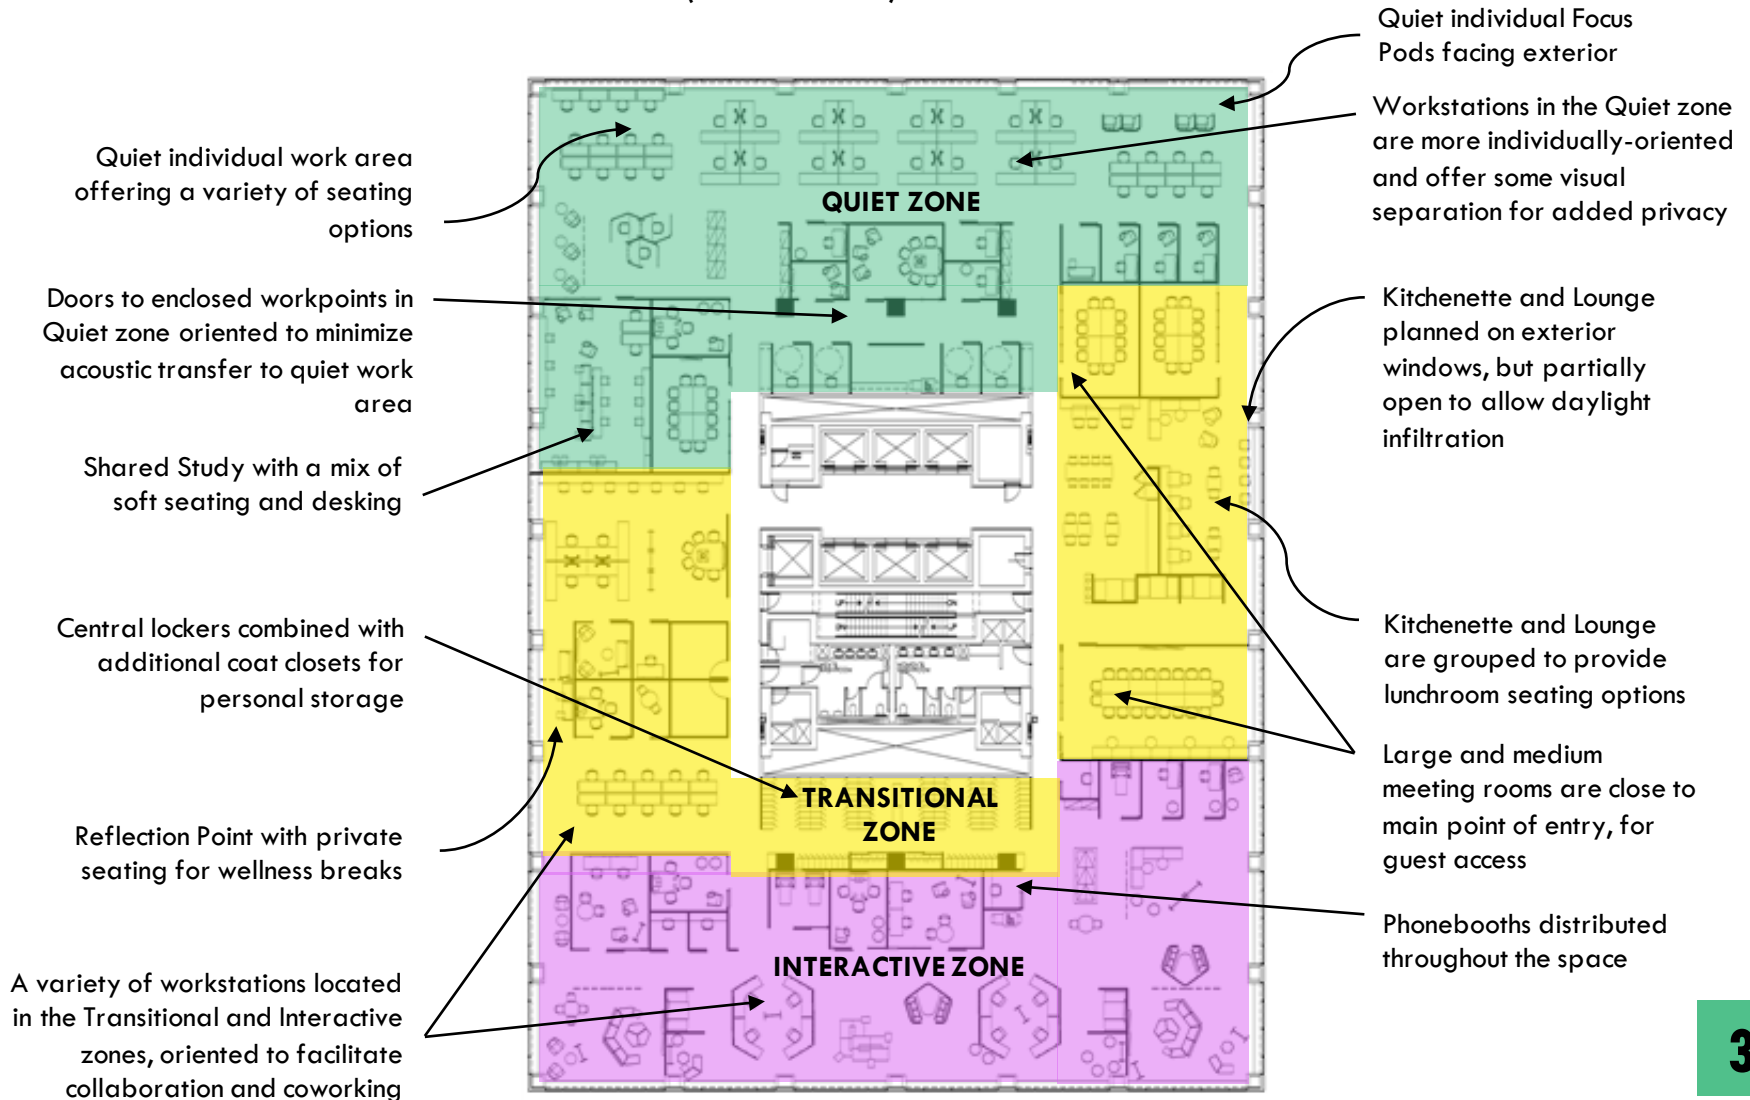 Quiet individual Focus
Pods facing exterior
Workstations in the Quiet zone
are more individually-oriented
and offer some visual
separation for added privacy
Quiet individual work area
offering a variety of seating
options
QUIET ZONE
Doors to enclosed workpoints in
Quiet zone oriented to minimize
acoustic transfer to quiet work
area
Kitchenette and Lounge
planned on exterior
windows, but partially
open to allow daylight
infiltration
Shared Study with a mix of
soft seating and desking
Central lockers combined with
additional coat closets for
personal storage
Kitchenette and Lounge
are grouped to provide
lunchroom seating options
Large and medium
meeting rooms are close to
main point of entry, for
guest access
TRANSITIONAL
ZONE
Reflection Point with private
seating for wellness breaks
Phonebooths distributed
throughout the space
INTERACTIVE ZONE
A variety of workstations located
in the Transitional and Interactive
zones, oriented to facilitate
collaboration and coworking
3